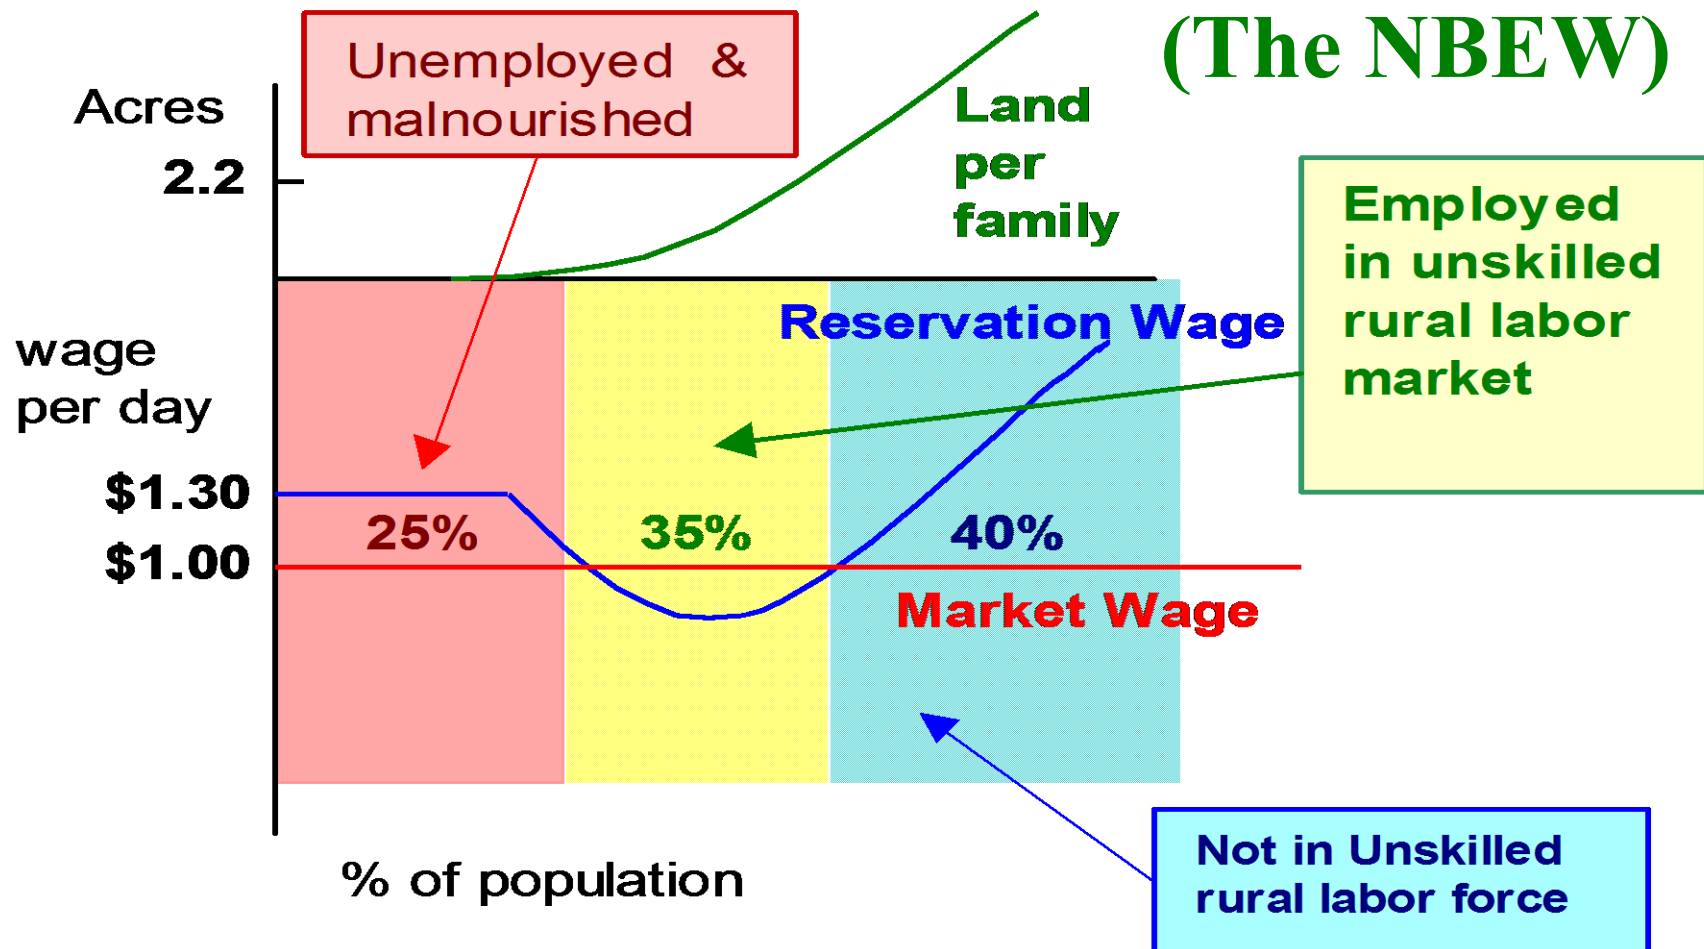 (The NBEW)
Unemployed &
malnourished
Acres
2.2
Land
per
family
Employed
in unskilled
rural labor
market
Reservation Wage
wage
per day
$1.30
$1.00
25%
35%
40%
Market Wage
% of population
Not in Unskilled
rural labor force